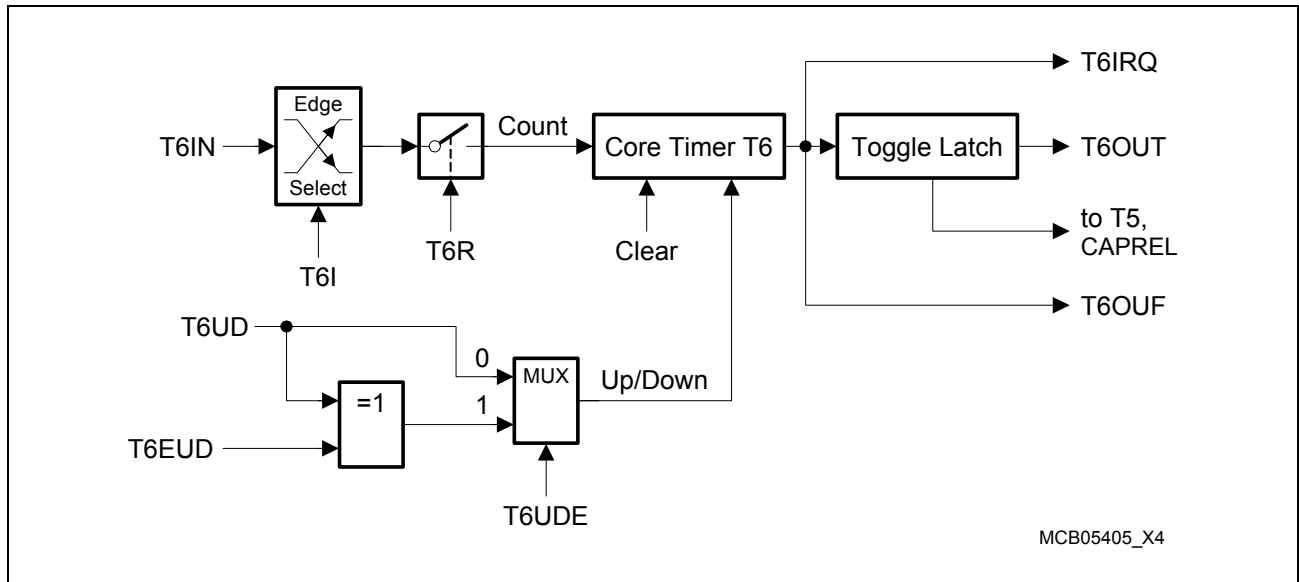 T6IRQ
Edge
Count
T6IN
Core Timer T6
Toggle Latch
T6OUT
Select
to T5,
CAPREL
T6R
Clear
T6I
T6OUF
T6UD
0
MUX
Up/Down
=1
1
T6EUD
T6UDE
MCB05405_X4